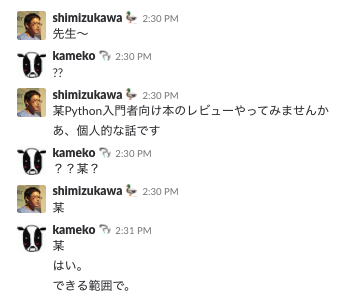 shimizukawa 2:30 PM
先生〜
kameko 2:30 PM
??
shimizukawa 2:30 PM
某Python入門者向け本のレビューやってみませんか
あ、個人的な話です
kameko 2:30 PM
？？某？
shimizukawa 2:30 PM
某
kameko 2:31 PM
某
はい。
できる範囲で。